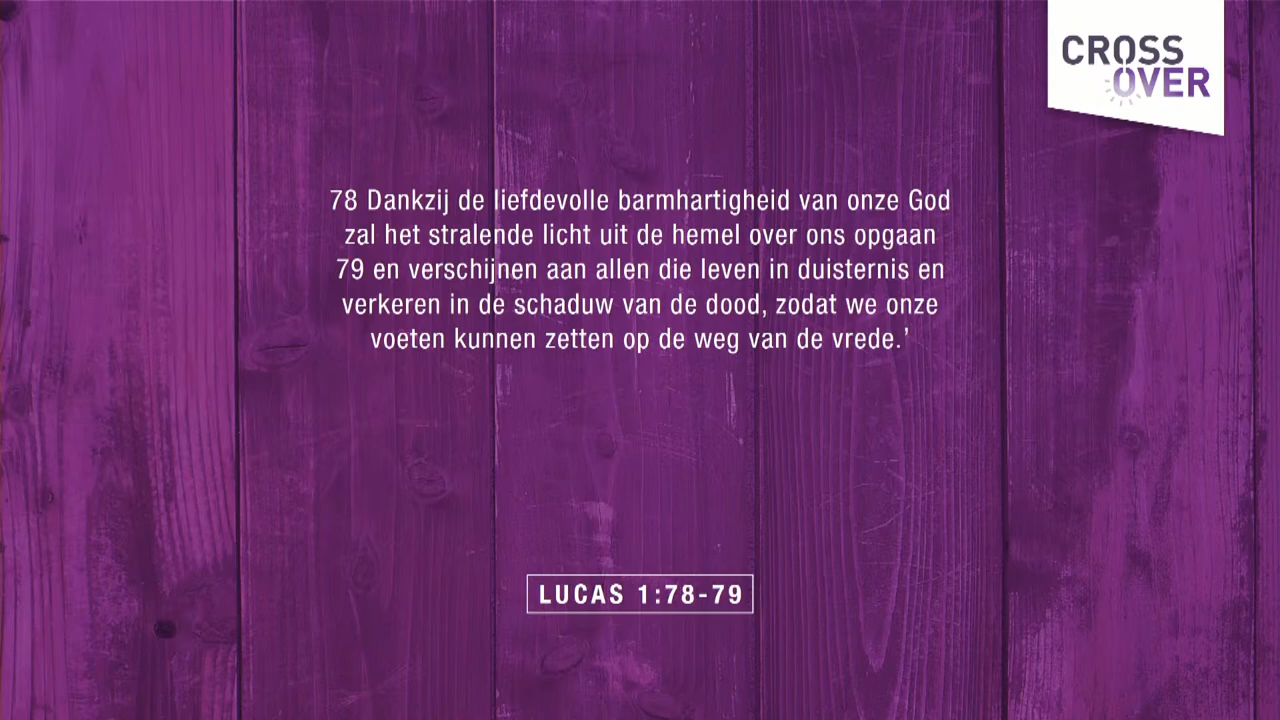 CROSS
OVER
78 Dankzij de liefdevolle barmhartigheid van onze God
zal het stralende licht uit de hemel over ons opgaan
79 en verschijnen aan allen die leven in duisternis en
verkeren in de schaduw van de dood, zodat we onze
voeten kunnen zetten op de weg van de vrede.’
LUCAS 1:78-79